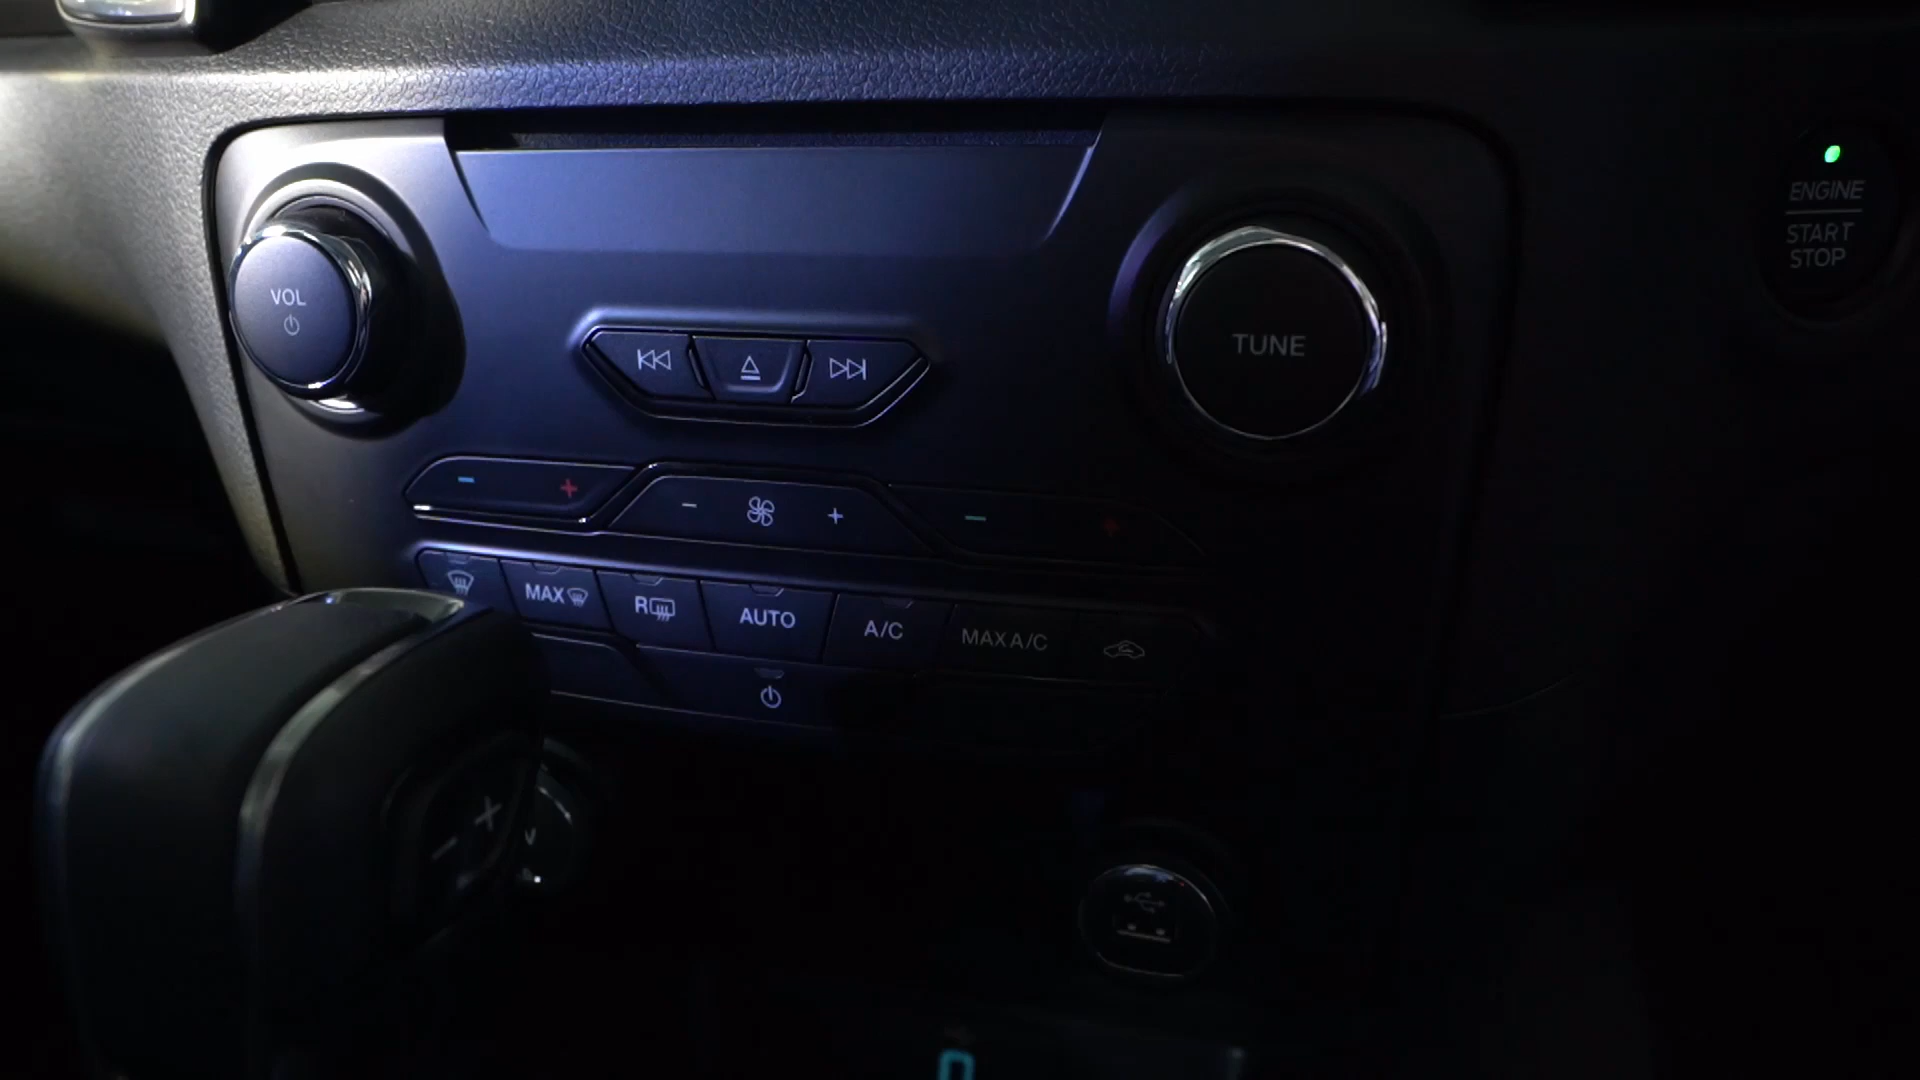 ENGINE
START
STOP
VOL
TUNE
MAX
R
AUTO
A/C
MAX A/C